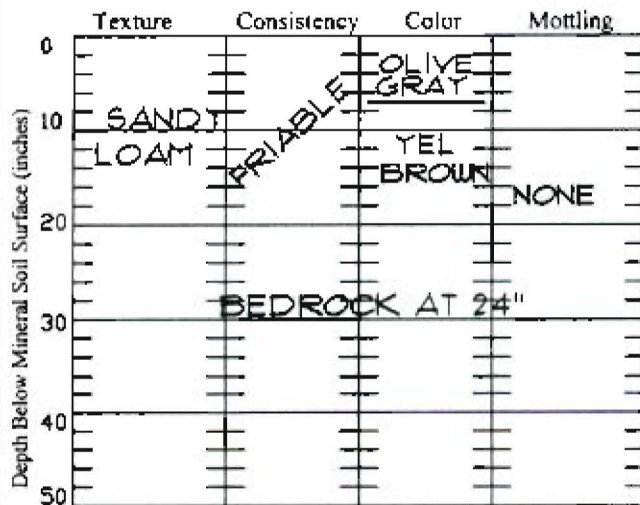 Texture Consistency Color Mottling
Depth Below Mineral Soil Surface (inches)
0
10
20
30
40
50
SANDY
LOAM
FRIABLE
OLIVE
GRAY
YEL
BROWN
NONE
BEDROCK AT 24"